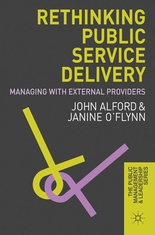 RETHINKING
PUBLIC
SERVICE
DELIVERY
MANAGING WITH EXTERNAL PROVIDERS
JOHN ALFORD &
JANINE O'FLYNN
THE PUBLIC
MANAGEMENT
& LEADERSHIP
SERIES